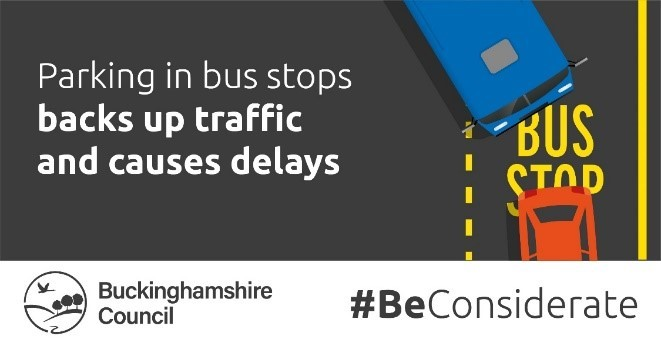 Parking in bus stops
backs up traffic
and causes delays
BUS
STOP
Buckinghamshire
Council
#BeConsiderate